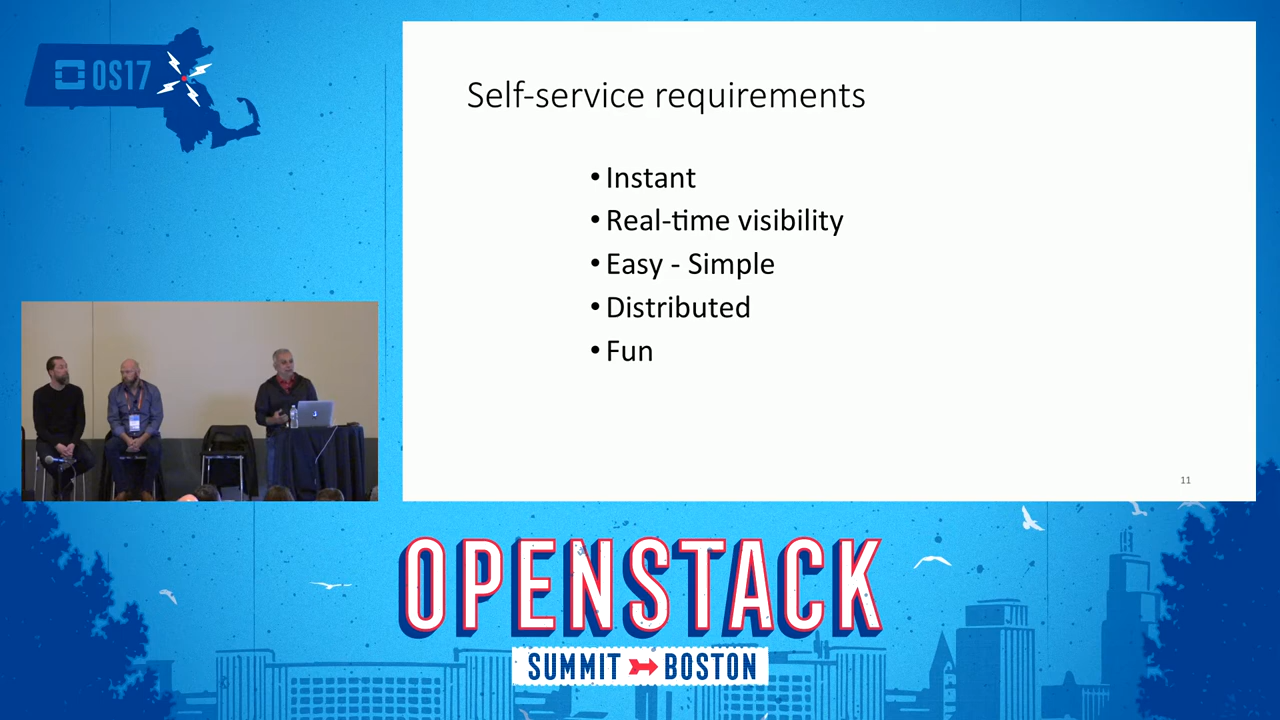 OS17
Self-service requirements
• Instant
• Real-time visibility
• Easy - Simple
• Distributed
• Fun
11
OPENSTACK
SUMMIT BOSTON